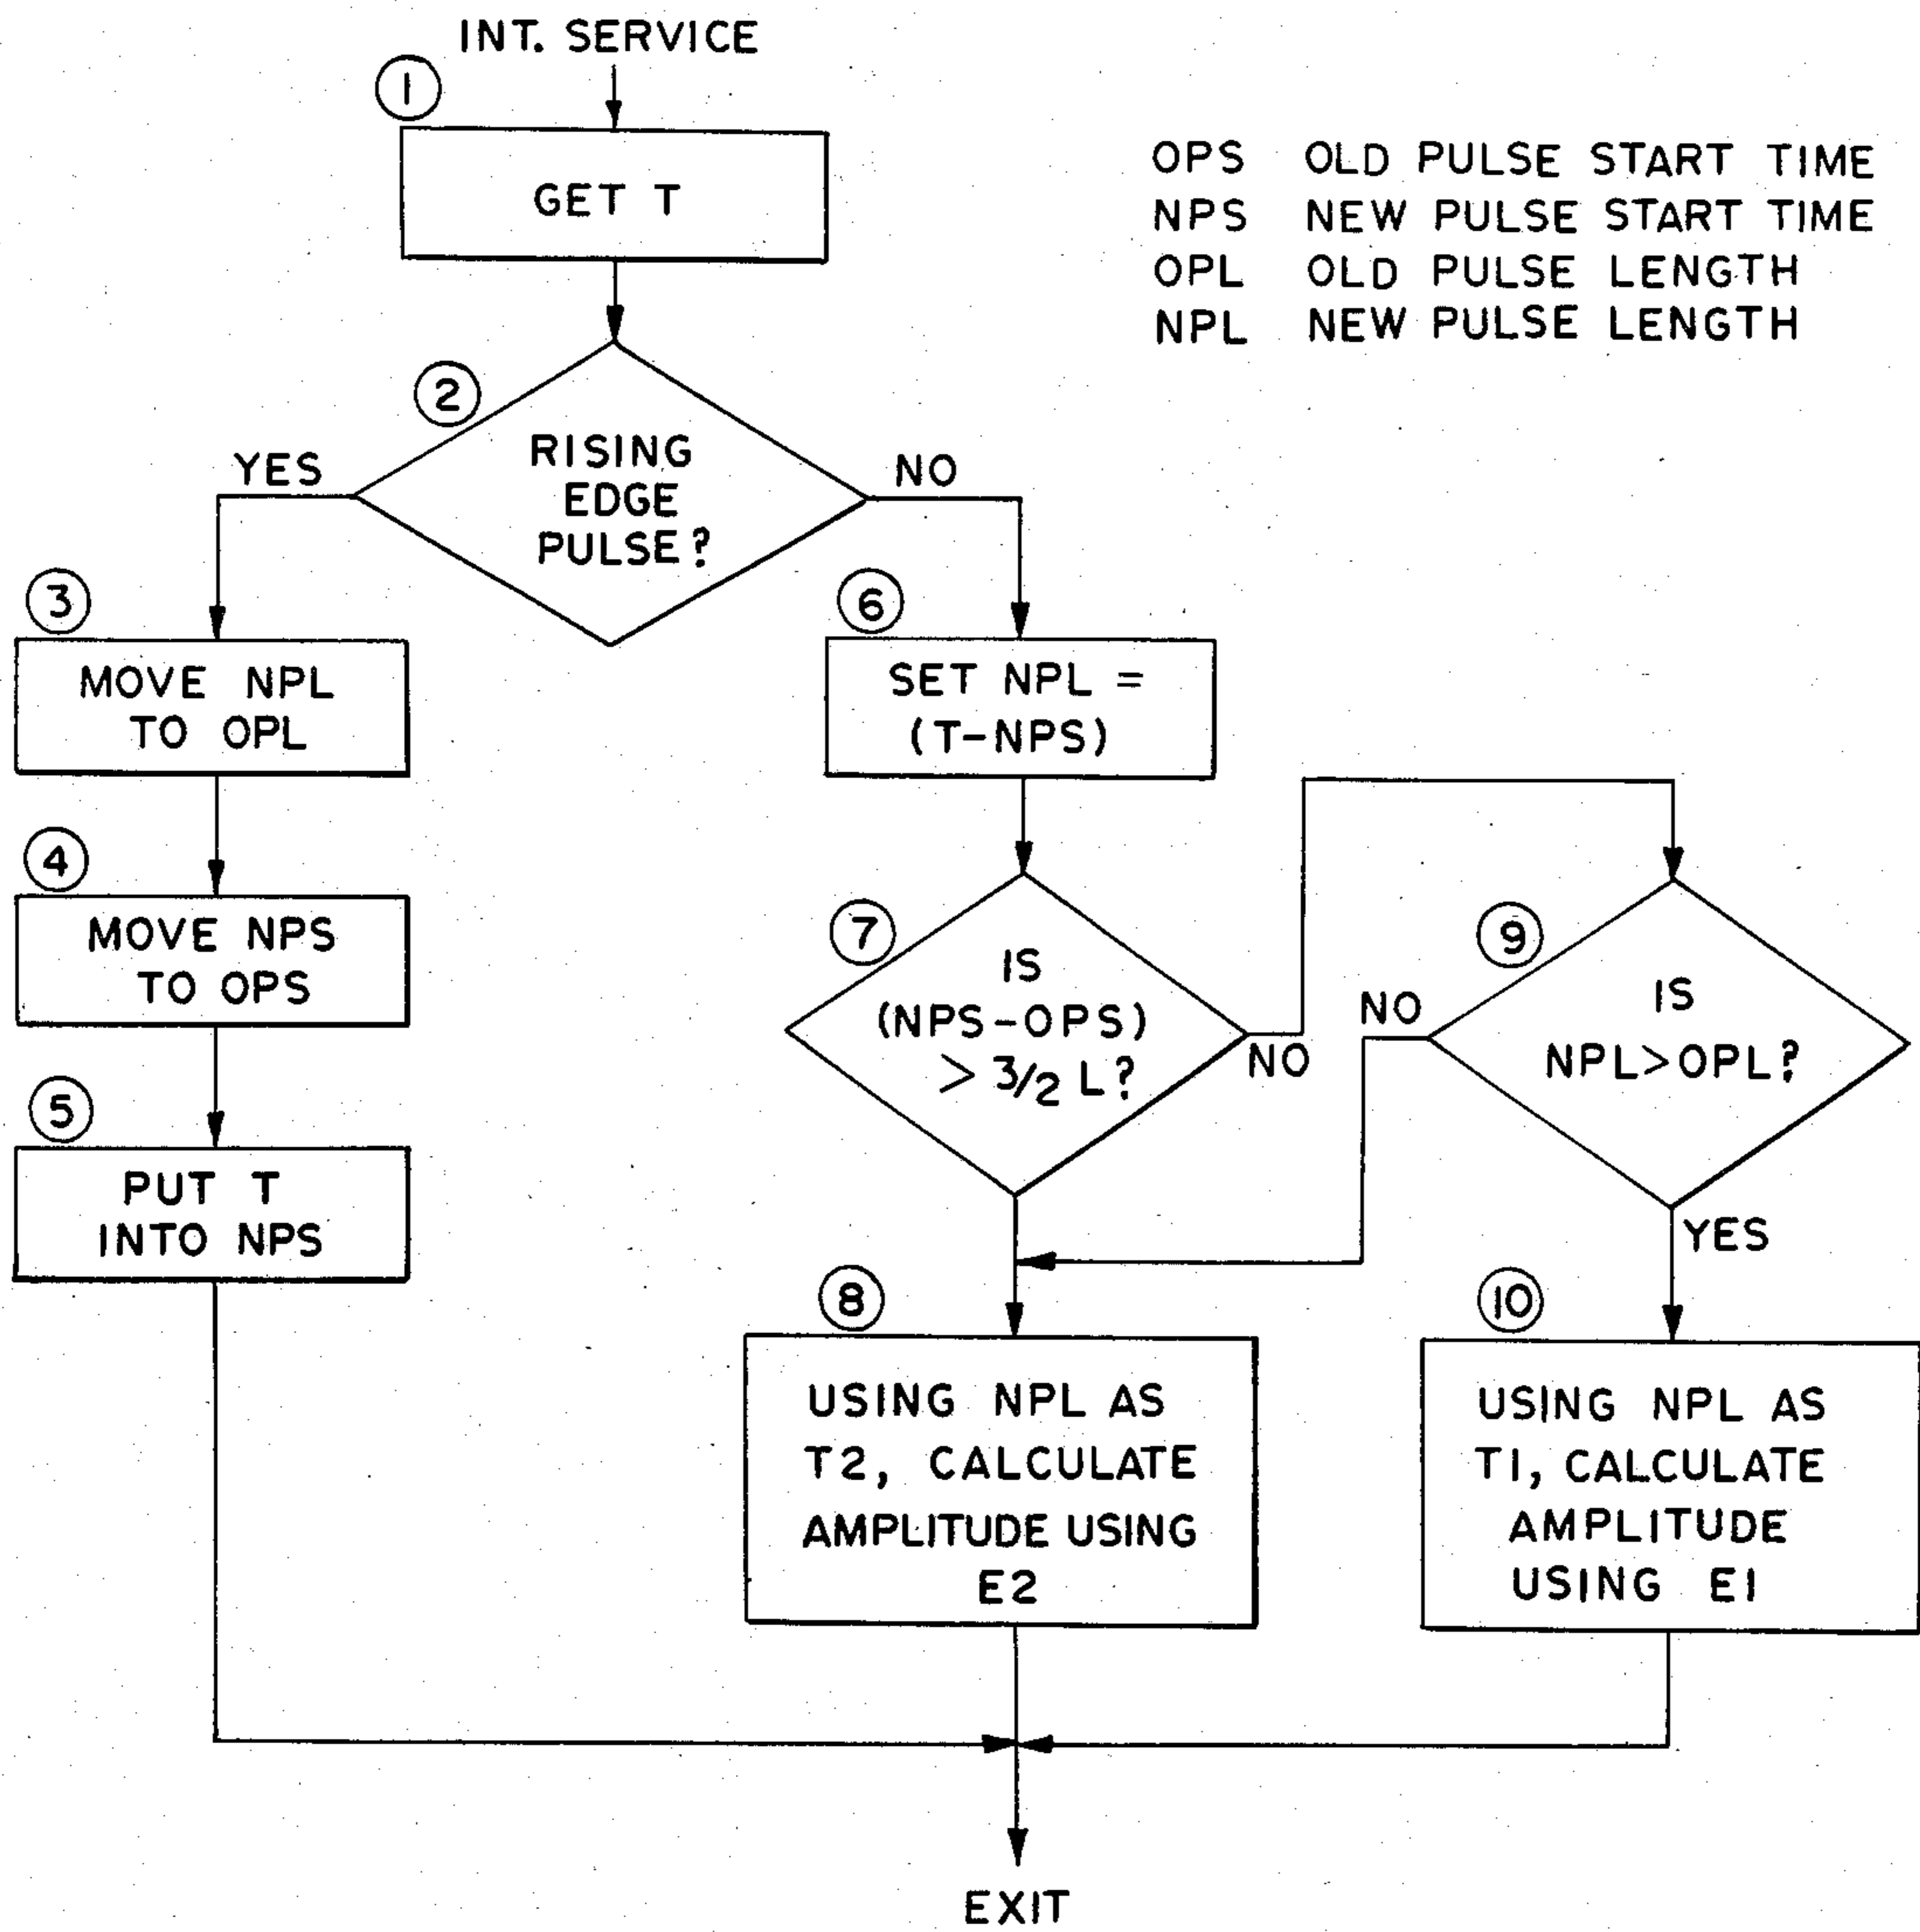 INT. SERVICE
1
GET T
OPS OLD PULSE START TIME
NPS NEW PULSE START TIME
OPL OLD PULSE LENGTH
NPL NEW PULSE LENGTH
2
RISING
EDGE
PULSE?
YES
NO
3
MOVE NPL
TO OPL
4
MOVE NPS
TO OPS
5
PUT T
INTO NPS
6
SET NPL =
(T-NPS)
7
IS
(NPS-OPS)
> 3/2 L?
NO
9
IS
NPL>OPL?
NO
YES
8
USING NPL AS
T2, CALCULATE
AMPLITUDE USING
E2
10
USING NPL AS
T1, CALCULATE
AMPLITUDE
USING E1
EXIT